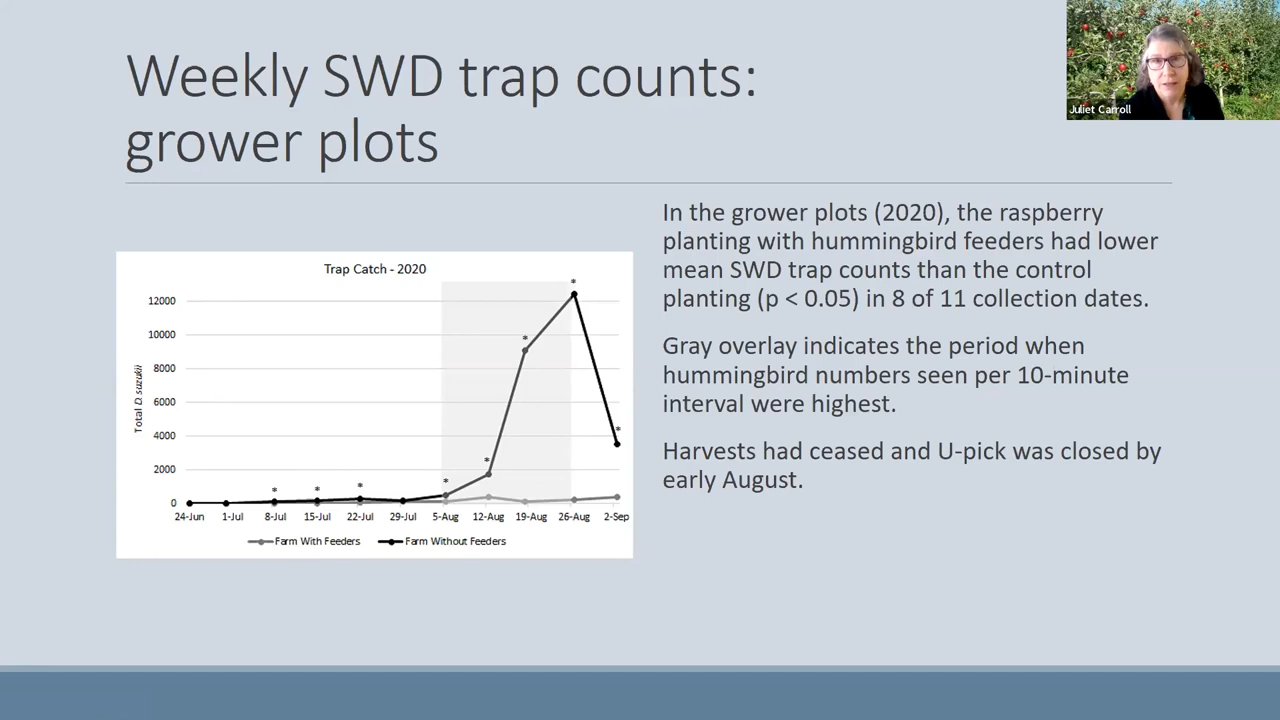 Weekly SWD trap counts:
grower plots
Juliet Carroll
In the grower plots (2020), the raspberry
planting with hummingbird feeders had lower
mean SWD trap counts than the control
planting (p < 0.05) in 8 of 11 collection dates.
Gray overlay indicates the period when
hummingbird numbers seen per 10-minute
interval were highest.
Harvests had ceased and U-pick was closed by
early August.
Trap Catch - 2020
Total D. suzukii
12000
10000
8000
6000
4000
2000
0
* * * * * * * *
24-Jun 1-Jul 8-Jul 15-Jul 22-Jul 29-Jul 5-Aug 12-Aug 19-Aug 26-Aug 2-Sep
Farm With Feeders Farm Without Feeders